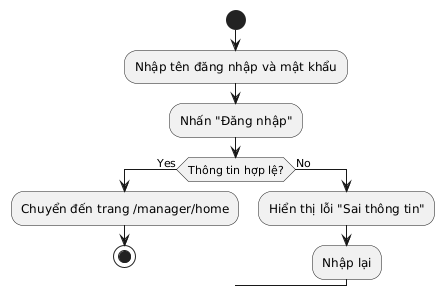 Nhập tên đăng nhập và mật khẩu
Nhấn "Đăng nhập"
Yes
Thông tin hợp lệ?
No
Chuyển đến trang /manager/home
Hiển thị lỗi "Sai thông tin"
Nhập lại